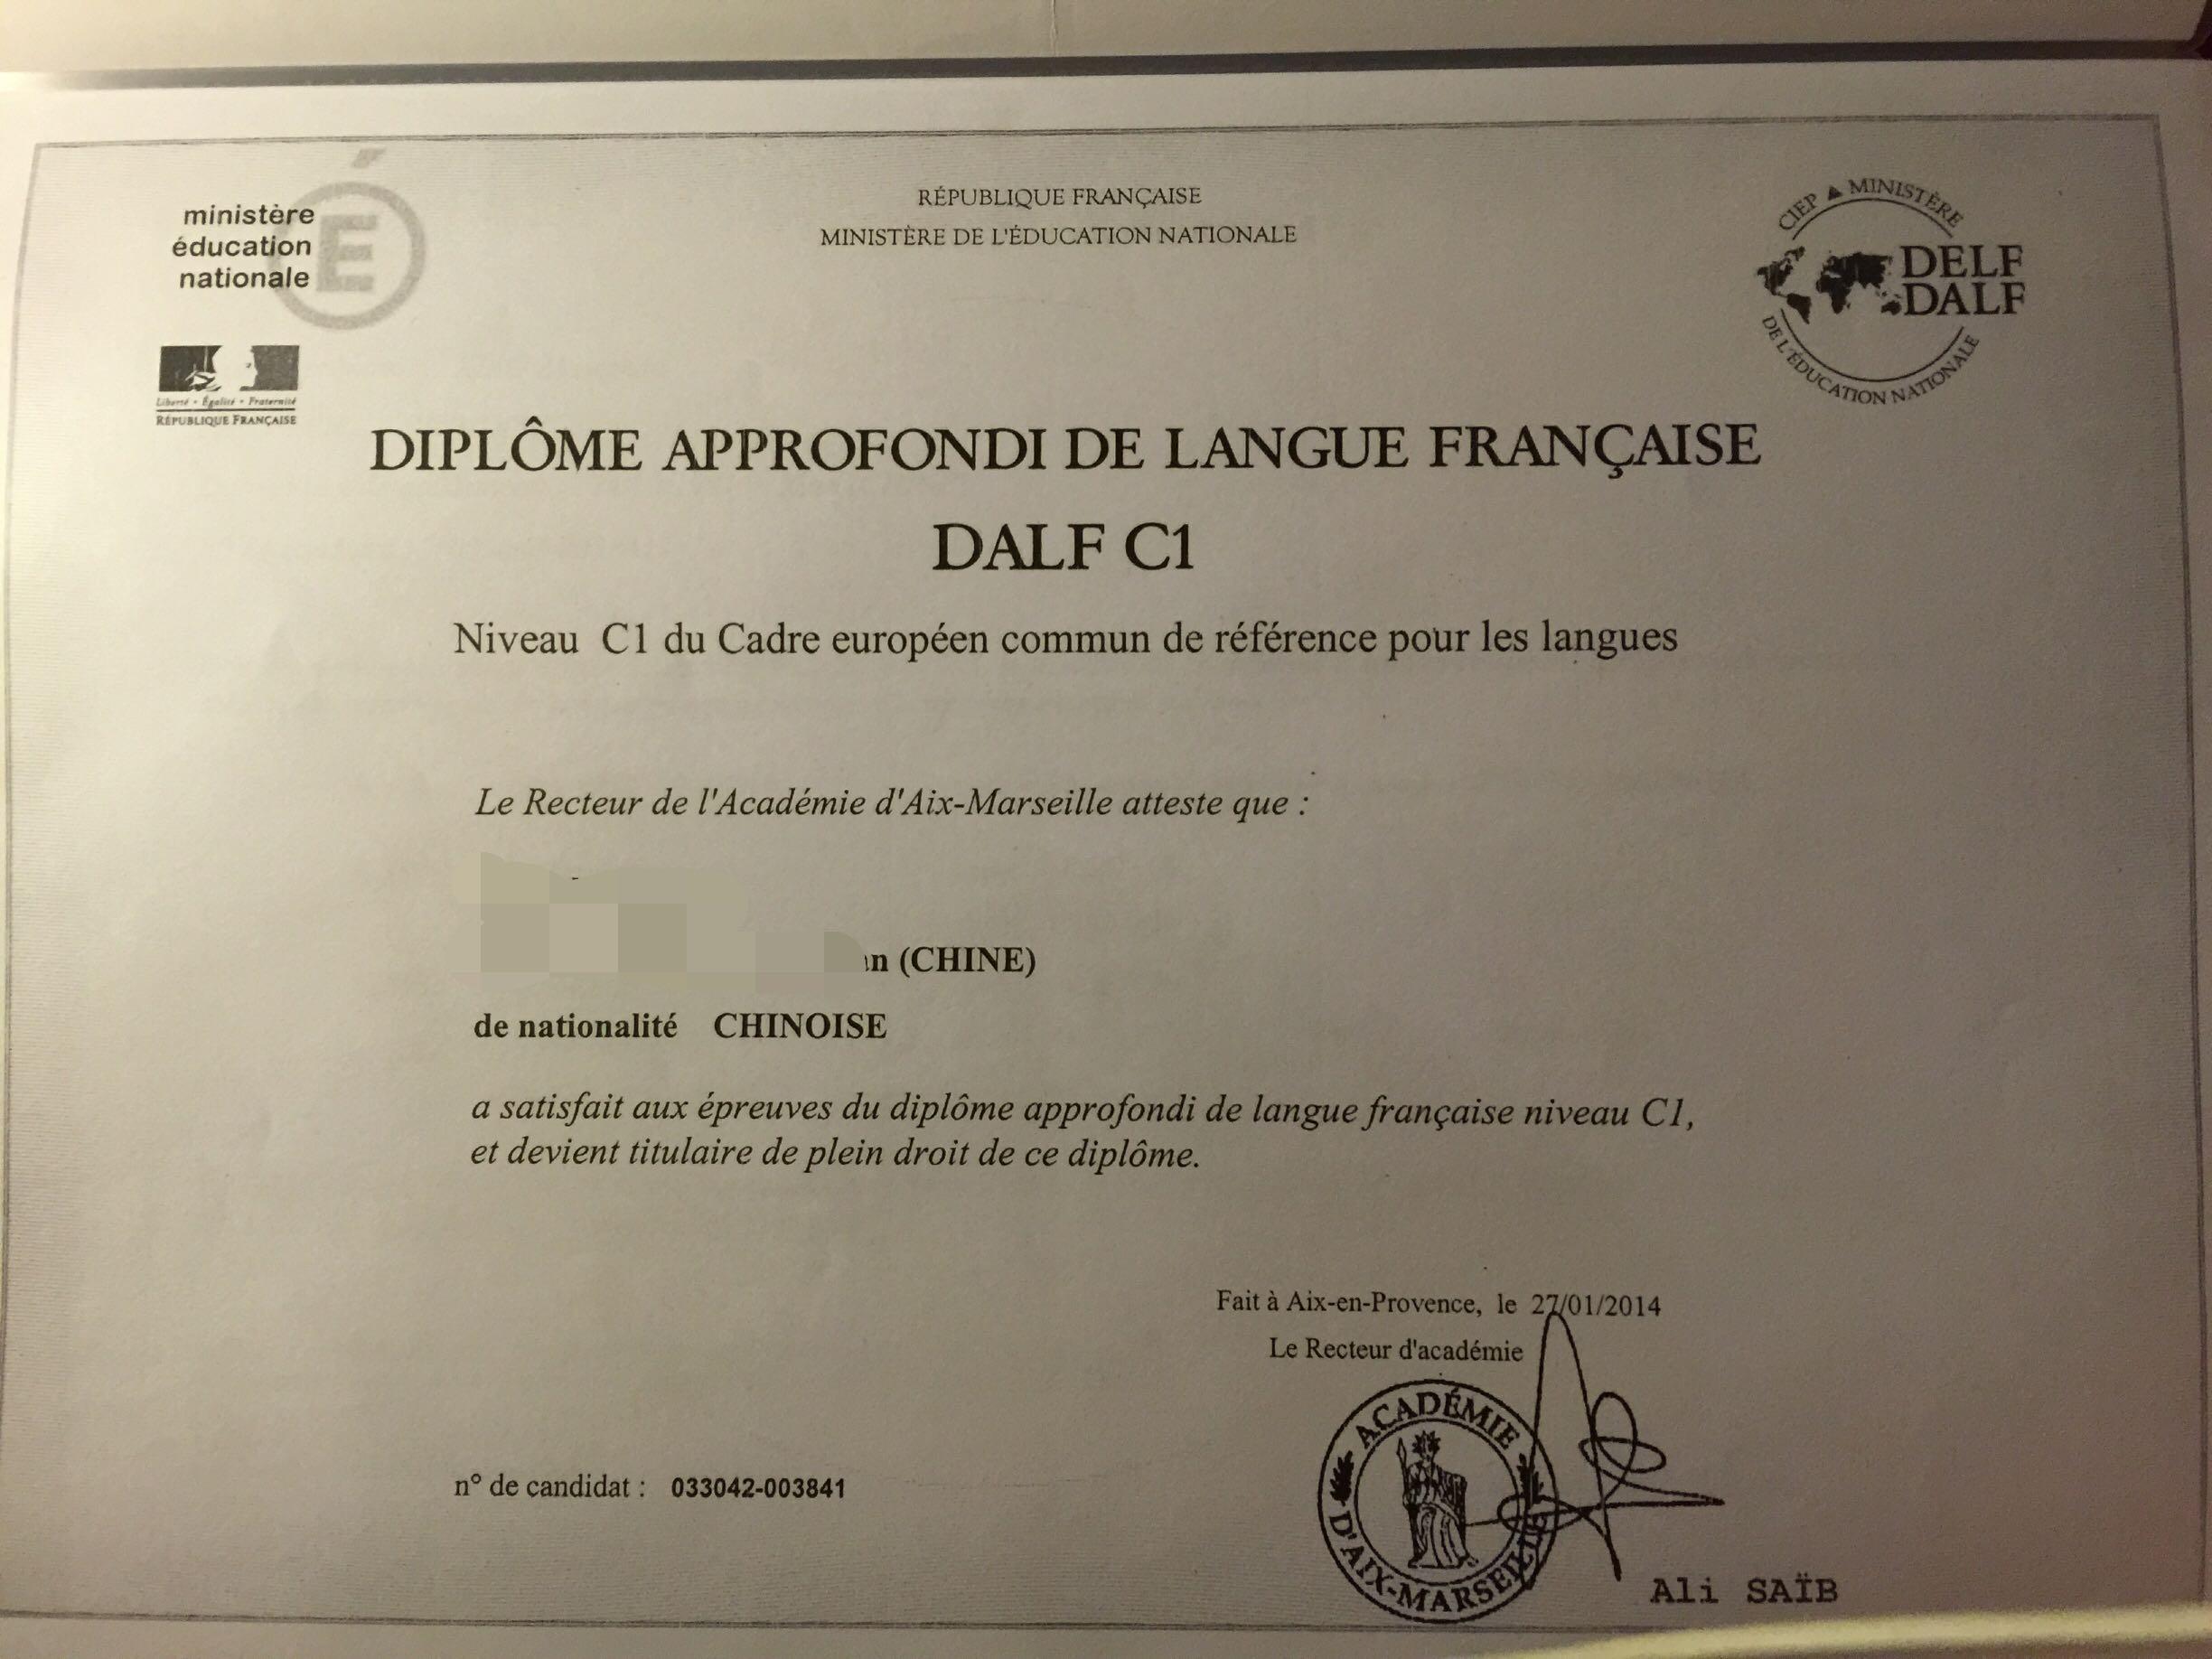 ministère
éducation
nationale
É
Liberté • Égalité • Fraternité
RÉPUBLIQUE FRANÇAISE
RÉPUBLIQUE FRANÇAISE
MINISTÈRE DE L'ÉDUCATION NATIONALE
CIEP ▲ MINISTÈRE
DELF
DALF
DE L'ÉDUCATION NATIONALE
DIPLÔME APPROFONDI DE LANGUE FRANÇAISE
DALF C1
Niveau C1 du Cadre européen commun de référence pour les langues
Le Recteur de l'Académie d'Aix-Marseille atteste que :
n (CHINE)
de nationalité CHINOISE
a satisfait aux épreuves du diplôme approfondi de langue française niveau C1,
et devient titulaire de plein droit de ce diplôme.
Fait à Aix-en-Provence, le 27/01/2014
Le Recteur d'académie
ACADÉMIE
D'AIX-MARSEILLE
n° de candidat : 033042-003841
Ali SAÏB